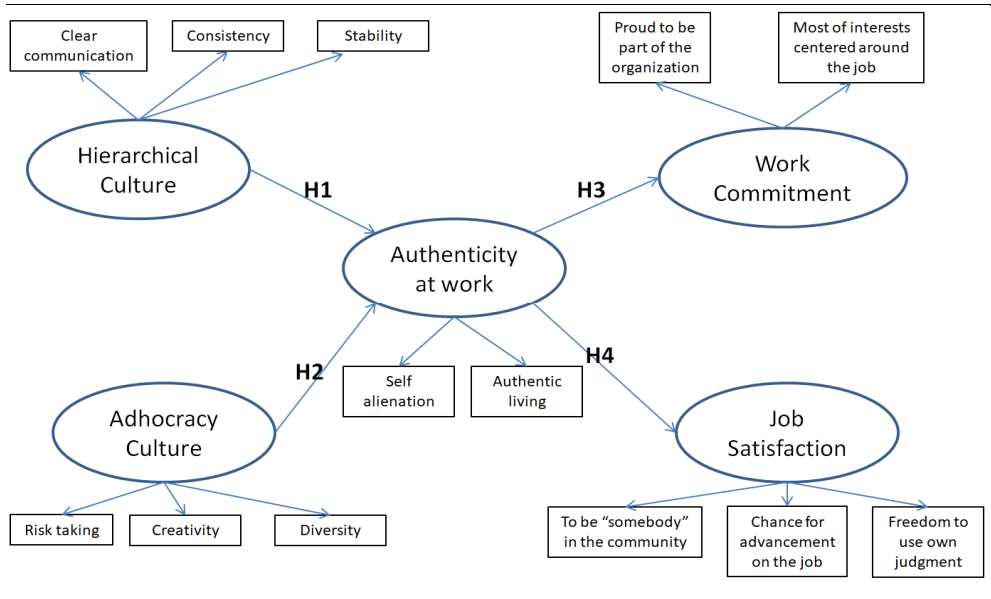 Clear
communication
Consistency
Stability
Proud to be
part of the
organization
Most of interests
centered around
the job
Hierarchical
Culture
H1
H3
Work
Commitment
Authenticity
at work
H2
H4
Self
alienation
Authentic
living
Adhocracy
Culture
Job
Satisfaction
Risk taking
Creativity
Diversity
To be “somebody”
in the community
Chance for
advancement
on the job
Freedom to
use own
judgment